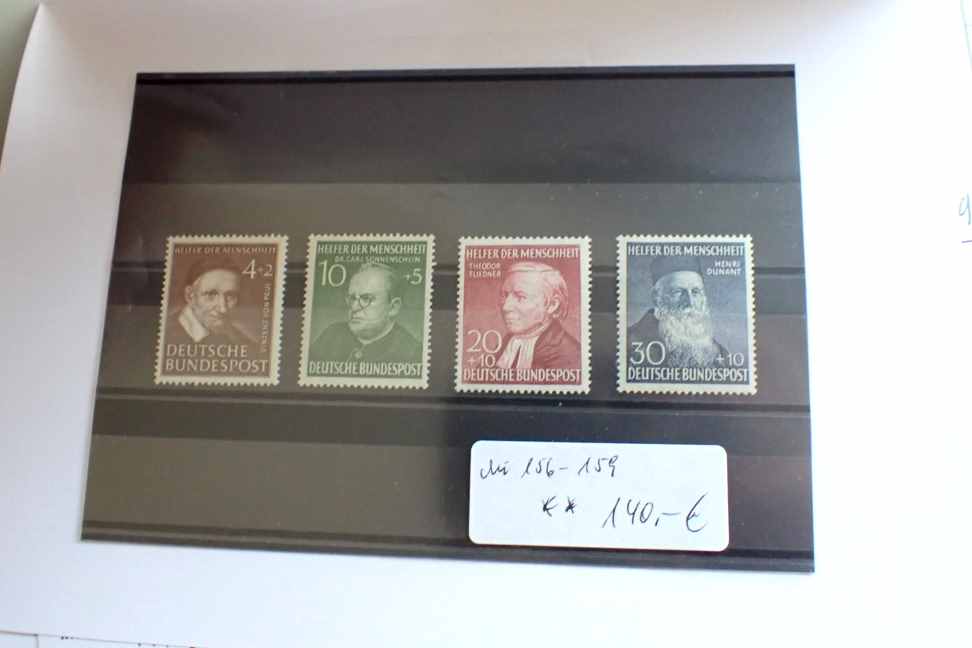 HELFER DER MENSCHHEIT
4+2
VINZENZ VON PAUL
DEUTSCHE
BUNDESPOST
HELFER DER MENSCHHEIT
DR. CARL SONNENSCHEIN
10 +5
DEUTSCHE BUNDESPOST
HELFER DER MENSCHHEIT
THEODOR
FLIEDNER
20
+10
DEUTSCHE BUNDESPOST
HELFER DER MENSCHHEIT
HENRI
DUNANT
30 +10
DEUTSCHE BUNDESPOST
Mi 156-159
** 140,-€